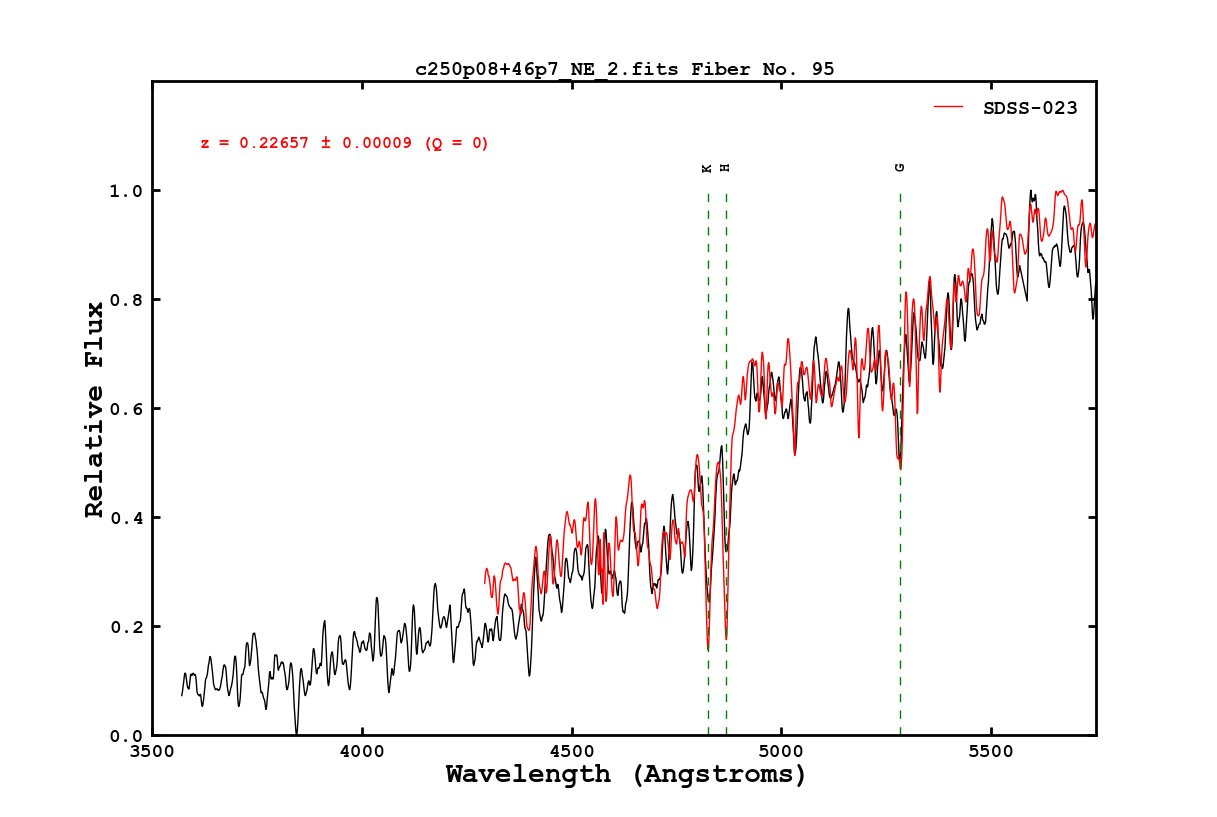 c250p08+46p7_NE_2.fits Fiber No. 95
SDSS-023
z = 0.22657 ± 0.00009 (Q = 0)
K H G
1.0
0.8
0.6
0.4
0.2
0.0
Relative Flux
3500 4000 4500 5000 5500
Wavelength (Angstroms)